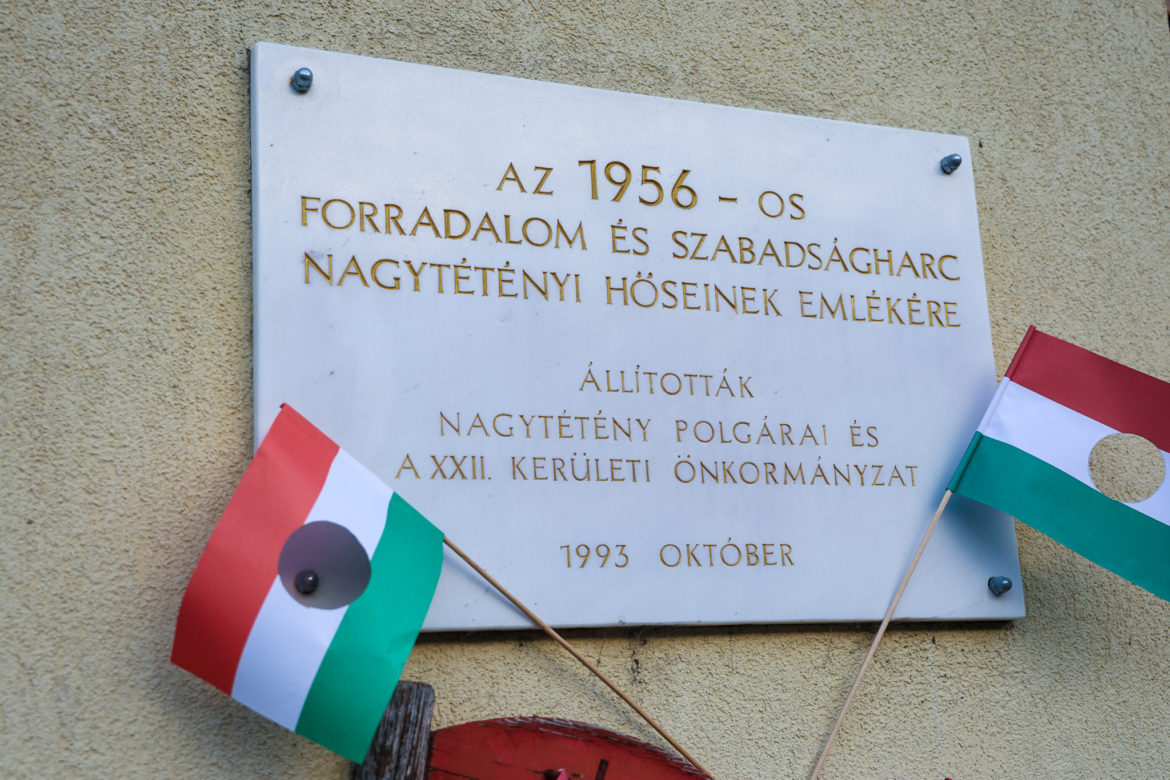 AZ 1956 - OS
FORRADALOM ÉS SZABADSÁGHARC
NAGYTÉTÉNYI HŐSEINEK EMLÉKÉRE
ÁLLÍTOTTÁK
NAGYTÉTÉNY POLGÁRAI ÉS
A XXII. KERÜLETI ÖNKORMÁNYZAT
1993 OKTÓBER